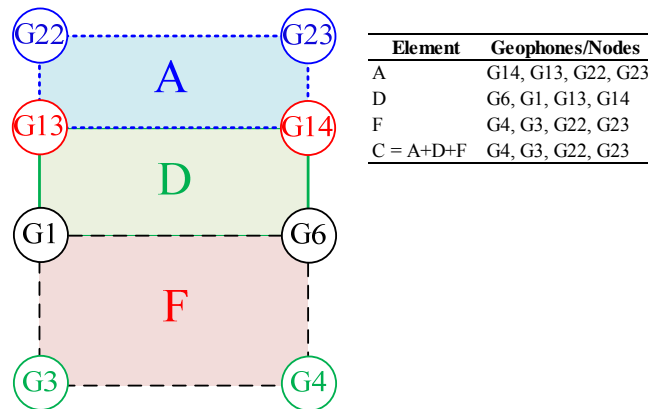 G22 G23
A
G13 G14
D
G1 G6
F
G3 G4
Element Geophones/Nodes
A G14, G13, G22, G23
D G6, G1, G13, G14
F G4, G3, G22, G23
C = A+D+F G4, G3, G22, G23